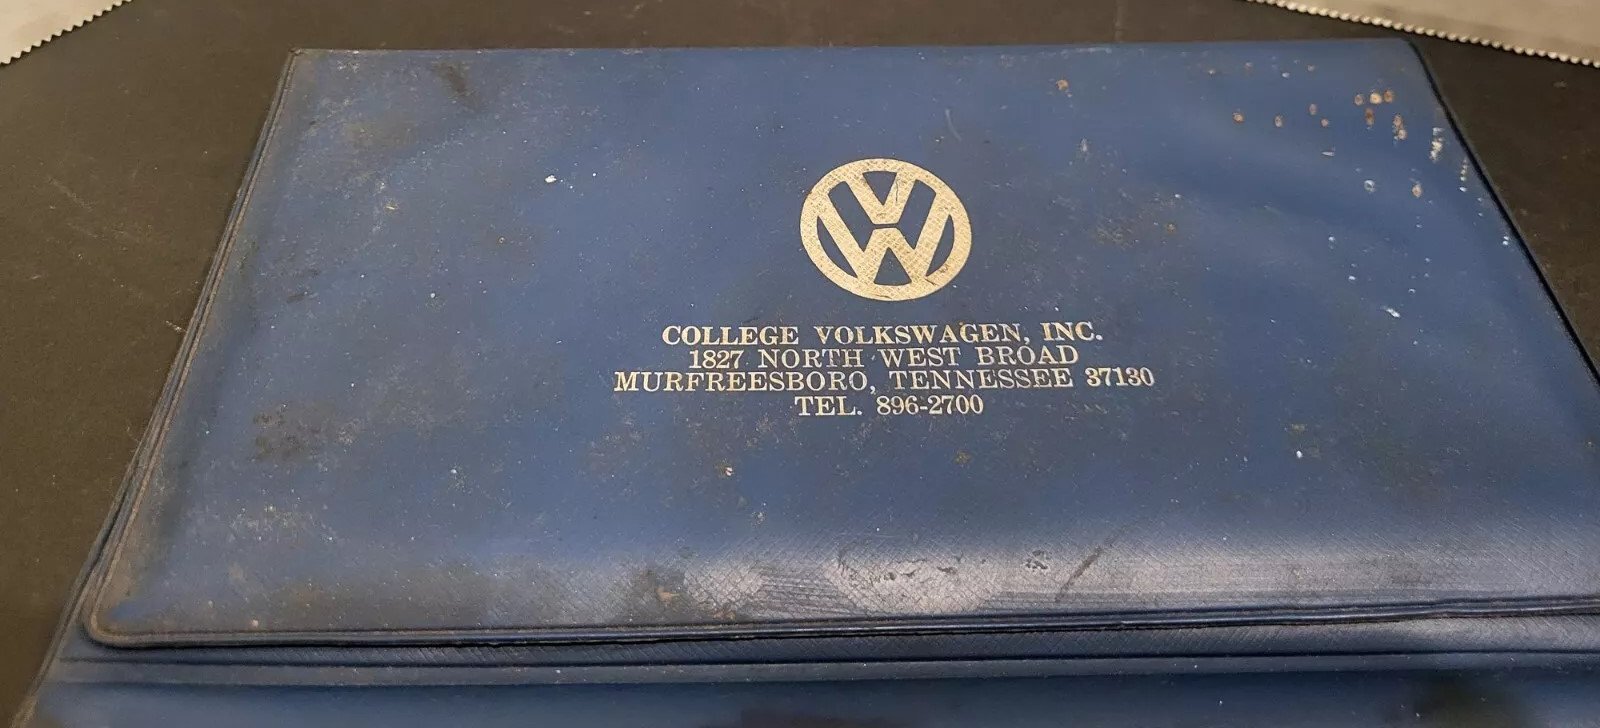 VW
COLLEGE VOLKSWAGEN, INC.
1827 NORTH WEST BROAD
MURFREESBORO, TENNESSEE 37130
TEL. 896-2700